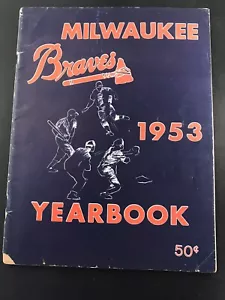 MILWAUKEE
Braves
1953
YEARBOOK
50¢